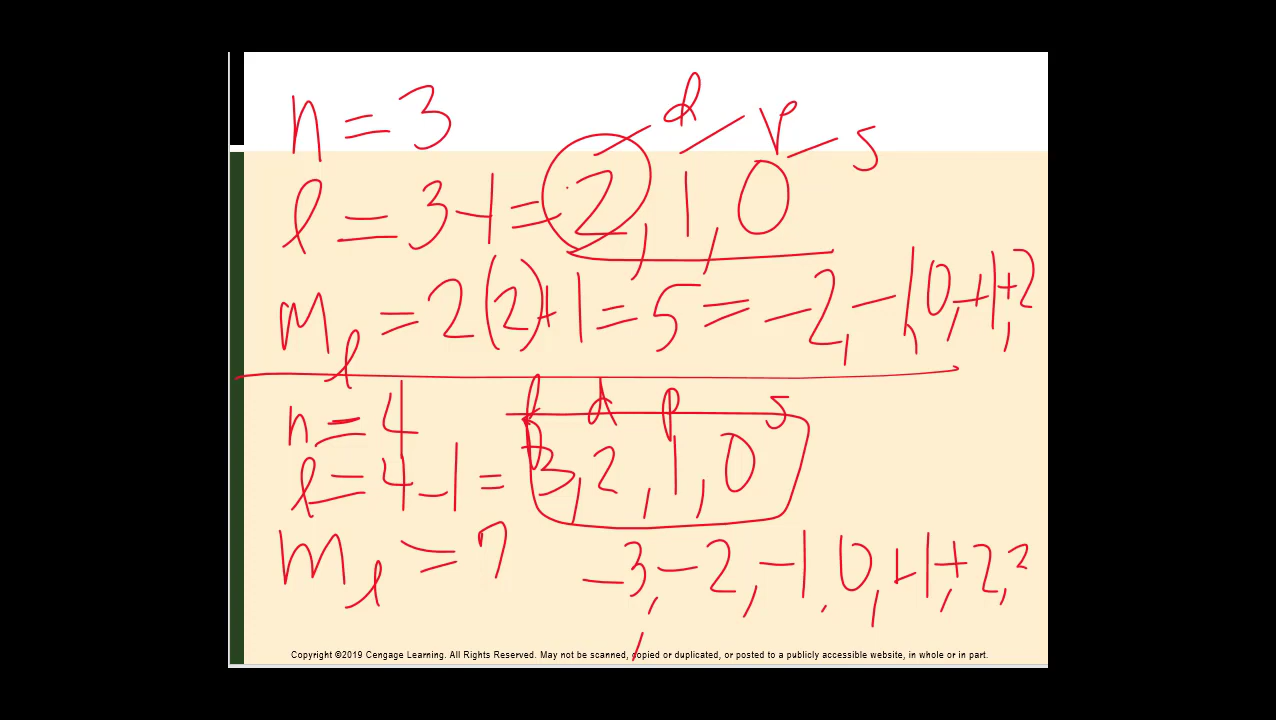 n = 3
d p s
l = 3-1 = 2, 1, 0
m l = 2(2)+1 = 5 = -2, -1, 0, +1, +2
n = 4
f d p s
l = 4-1 = 3, 2, 1, 0
m l = 7 -3, -2, -1, 0, +1, +2, 3
Copyright ©2019 Cengage Learning. All Rights Reserved. May not be scanned, copied or duplicated, or posted to a publicly accessible website, in whole or in part.